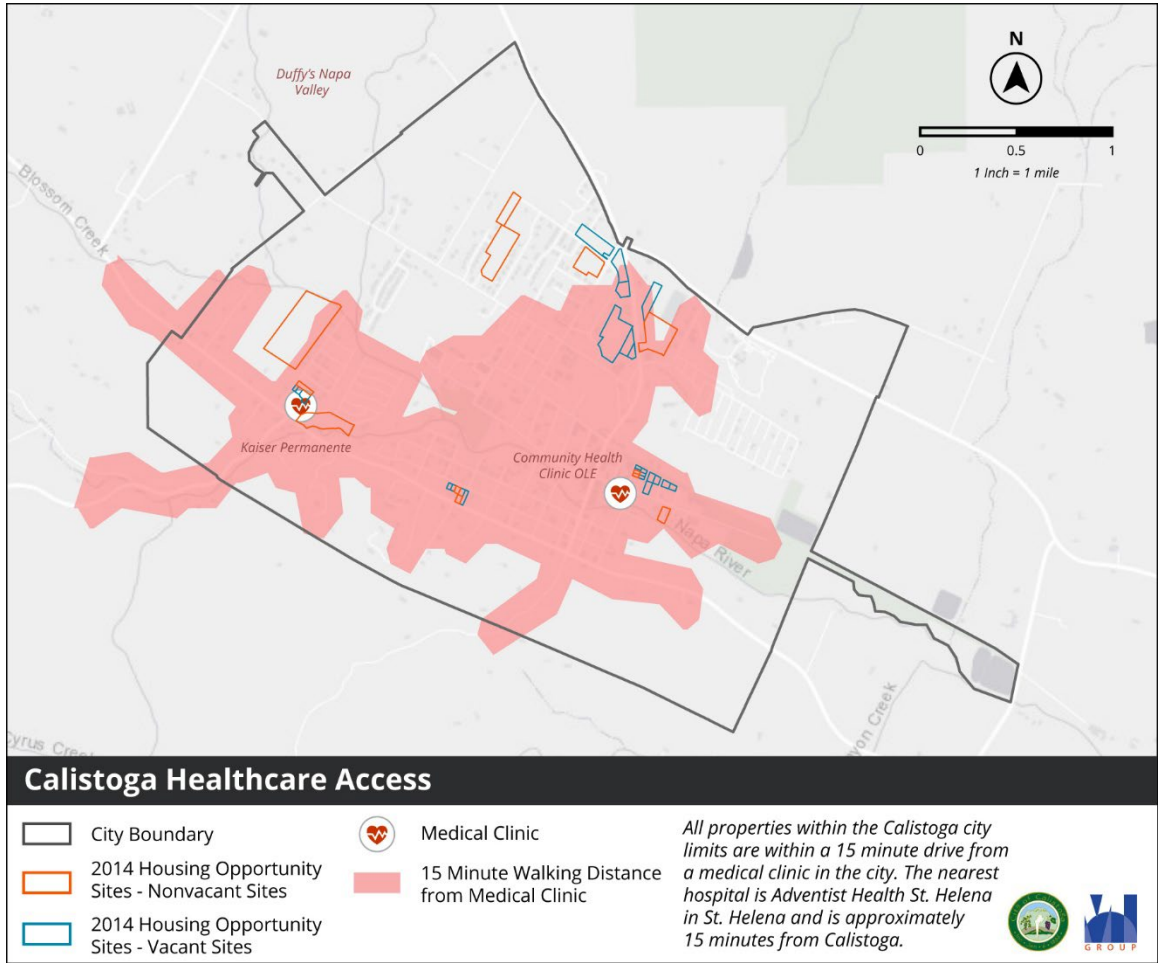 Duffy's Napa
Valley
N
0
0.5
1
1 Inch = 1 mile
Blossom Creek
Kaiser Permanente
Community Health
Clinic OLE
Napa
River
Cyrus Creek
yon Creek
Calistoga Healthcare Access
City Boundary
2014 Housing Opportunity
Sites - Nonvacant Sites
2014 Housing Opportunity
Sites - Vacant Sites
Medical Clinic
15 Minute Walking Distance
from Medical Clinic
All properties within the Calistoga city
limits are within a 15 minute drive from
a medical clinic in the city. The nearest
hospital is Adventist Health St. Helena
in St. Helena and is approximately
15 minutes from Calistoga.
GROUP